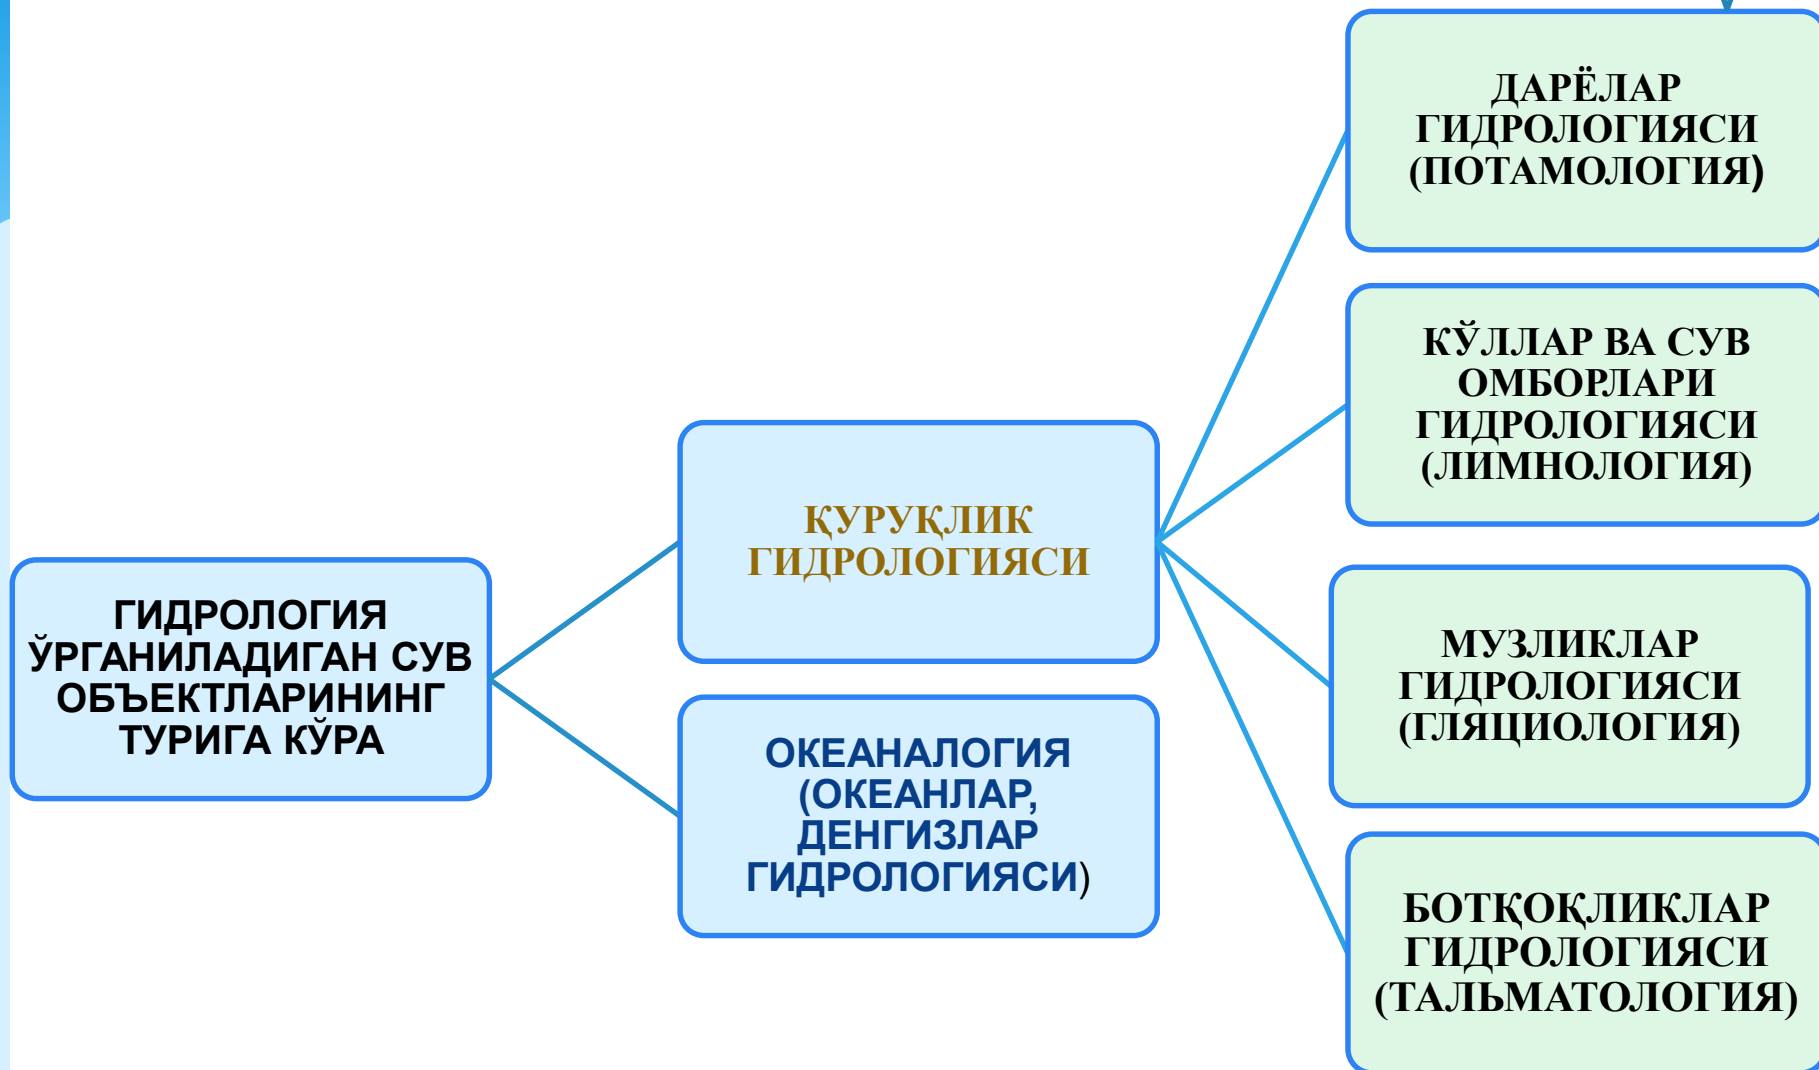 ГИДРОЛОГИЯ
ЎРГАНИЛАДИГАН СУВ
ОБЪЕКТЛАРИНИНГ
ТУРИГА КЎРА
ҚУРУҚЛИК
ГИДРОЛОГИЯСИ
ОКЕАНАЛОГИЯ
(ОКЕАНЛАР,
ДЕНГИЗЛАР
ГИДРОЛОГИЯСИ)
ДАРЁЛАР
ГИДРОЛОГИЯСИ
(ПОТАМОЛОГИЯ)
КЎЛЛАР ВА СУВ
ОМБОРЛАРИ
ГИДРОЛОГИЯСИ
(ЛИМНОЛОГИЯ)
МУЗЛИКЛАР
ГИДРОЛОГИЯСИ
(ГЛЯЦИОЛОГИЯ)
БОТҚОҚЛИКЛАР
ГИДРОЛОГИЯСИ
(ТАЛЬМАТОЛОГИЯ)